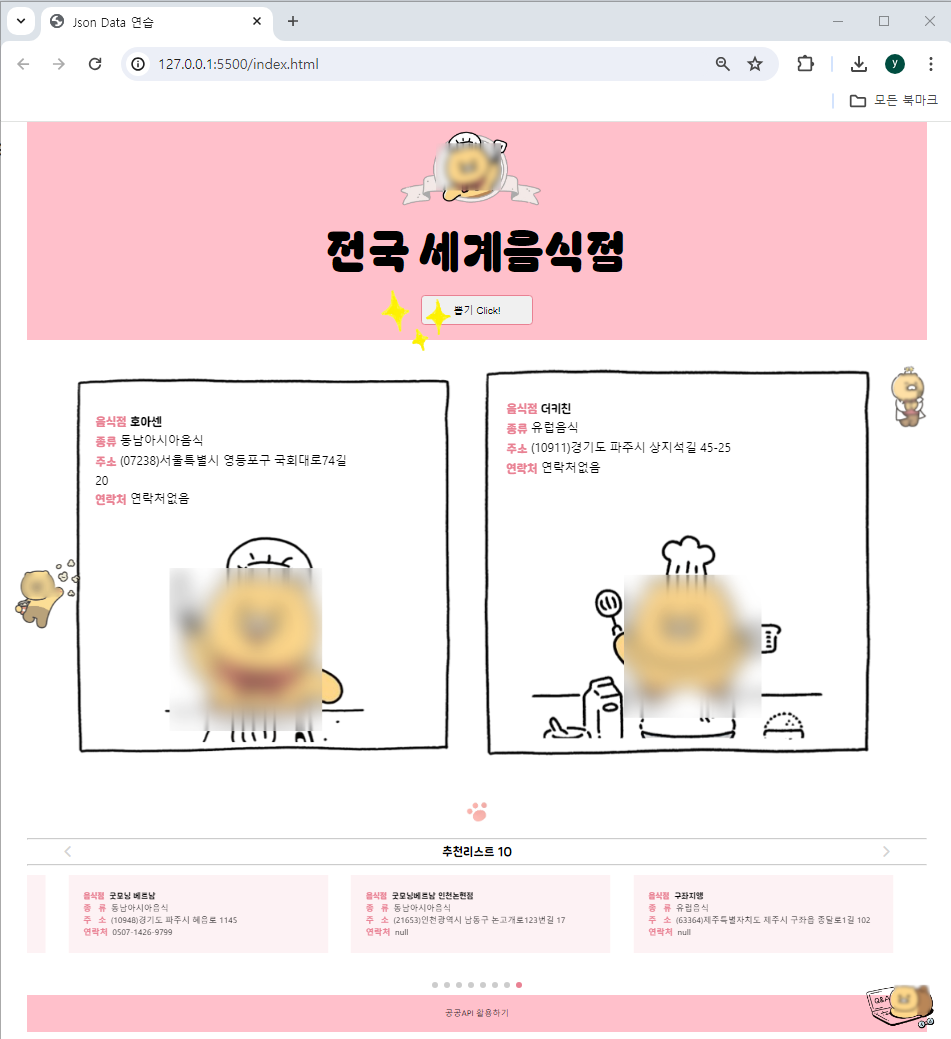 Json Data 연습
127.0.0.1:5500/index.html
y
모든 북마크
전국 세계음식점
뽑기 Click!
음식점 호아센
종류 동남아시아음식
주소 (07238)서울특별시 영등포구 국회대로74길
20
연락처 연락처없음
음식점 더키친
종류 유럽음식
주소 (10911)경기도 파주시 상지석길 45-25
연락처 연락처없음
추천리스트 10
음식점 굿모닝 베트남
종 류 동남아시아음식
주 소 (10948)경기도 파주시 혜음로 1145
연락처 0507-1426-9799
음식점 굿모닝베트남 인천논현점
종 류 동남아시아음식
주 소 (21653)인천광역시 남동구 논고개로123번길 17
연락처 null
음식점 구좌지앵
종 류 유럽음식
주 소 (63364)제주특별자치도 제주시 구좌읍 종달로1길 102
연락처 null
Q&A
공공API 활용하기